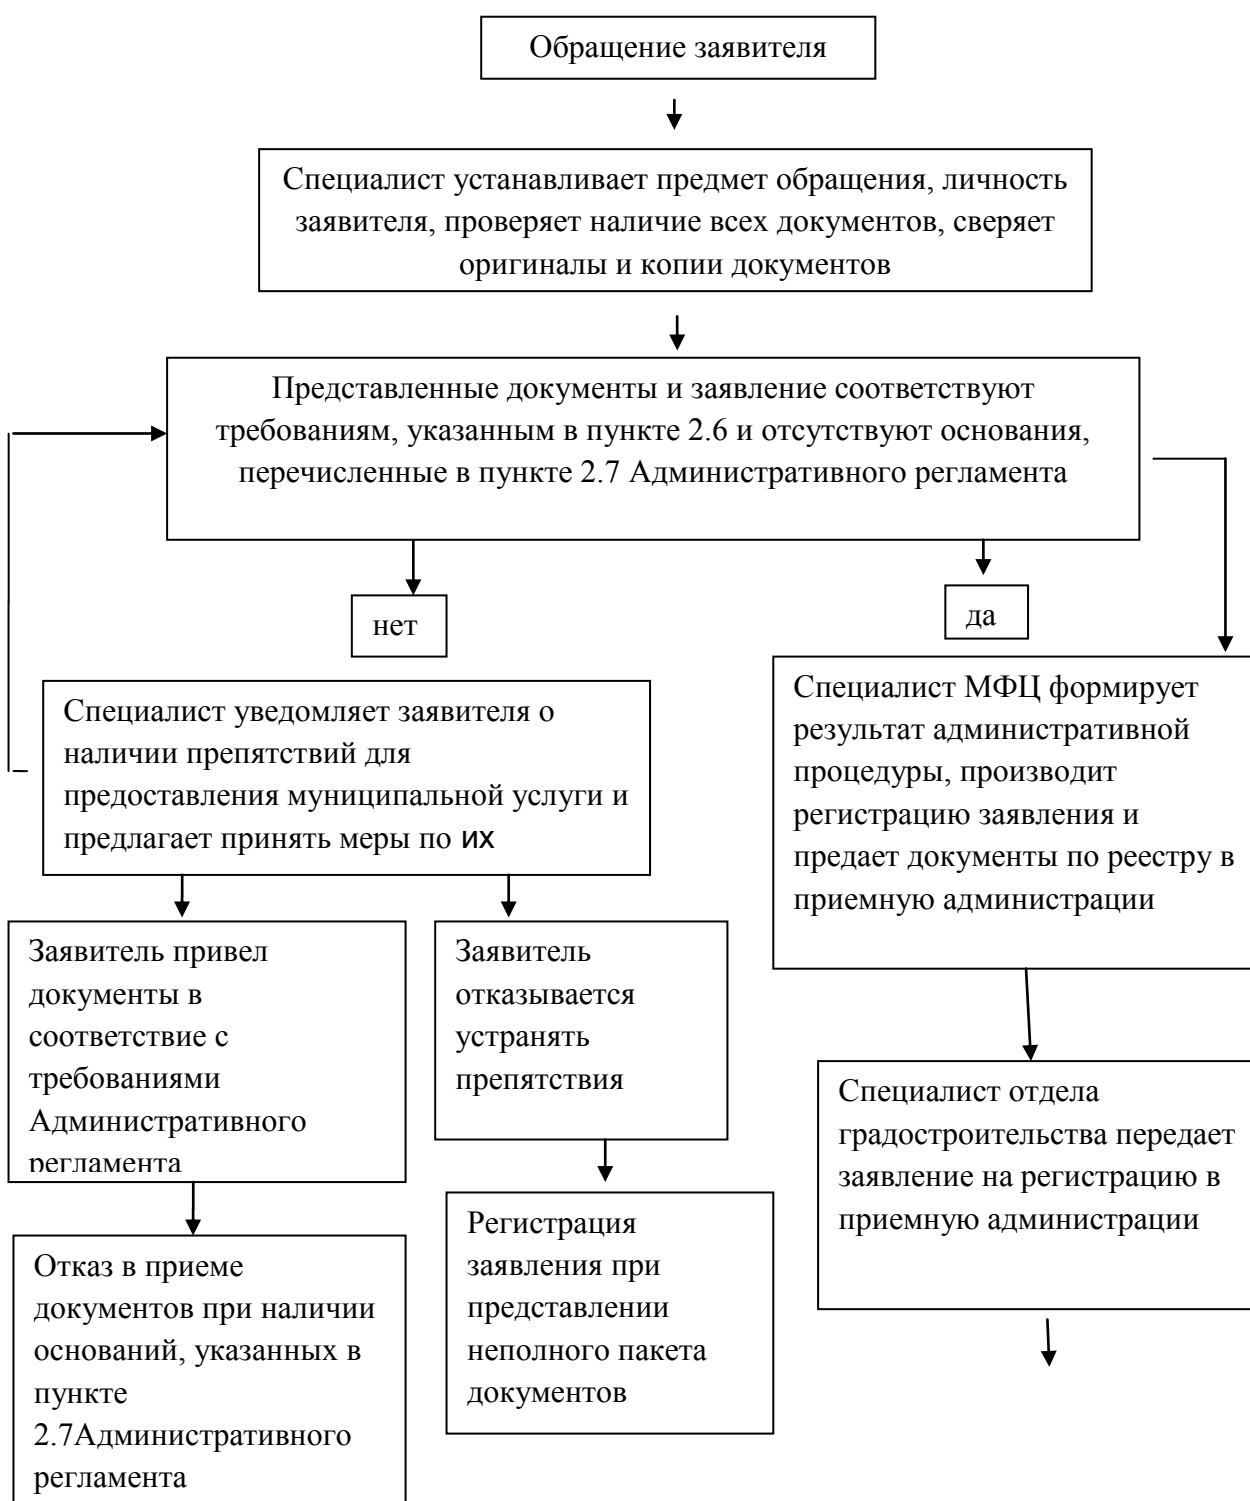 Обращение заявителя
Специалист устанавливает предмет обращения, личность
заявителя, проверяет наличие всех документов, сверяет
оригиналы и копии документов
Представленные документы и заявление соответствуют
требованиям, указанным в пункте 2.6 и отсутствуют основания,
перечисленные в пункте 2.7 Административного регламента
нет
да
Специалист уведомляет заявителя о
наличии препятствий для
предоставления муниципальной услуги и
предлагает принять меры по их
Специалист МФЦ формирует
результат административной
процедуры, производит
регистрацию заявления и
предает документы по реестру в
приемную администрации
Заявитель привел
документы в
соответствие с
требованиями
Административного
регламента
Заявитель
отказывается
устранять
препятствия
Специалист отдела
градостроительства передает
заявление на регистрацию в
приемную администрации
Отказ в приеме
документов при наличии
оснований, указанных в
пункте
2.7Административного
регламента
Регистрация
заявления при
представлении
неполного пакета
документов